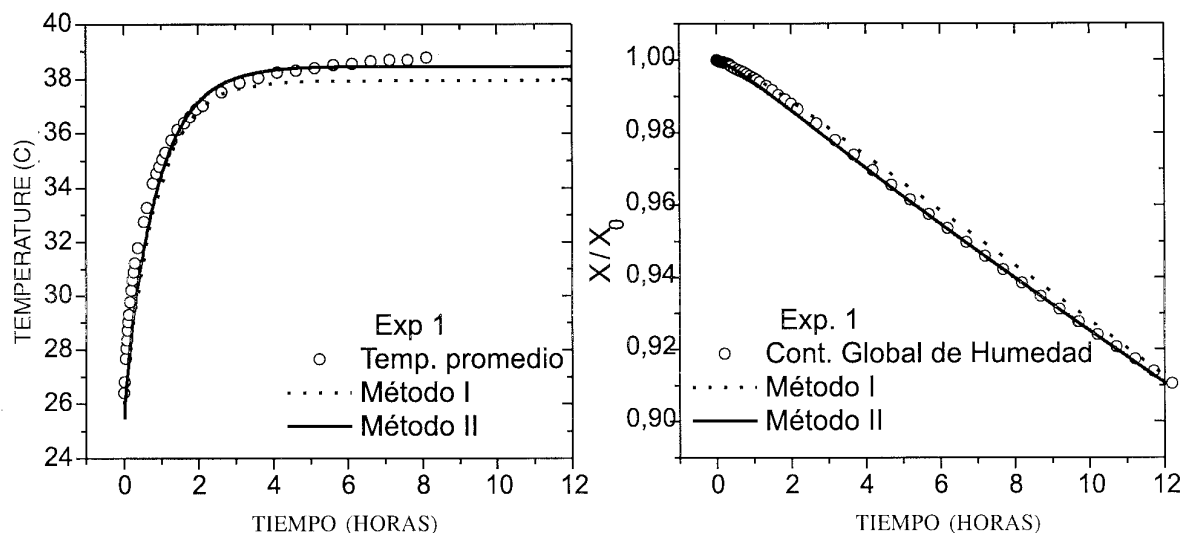 40
38
36
34
32
30
28
26
24
TEMPERATURE (C)
Exp 1
Temp. promedio
Método I
Método II
0 2 4 6 8 10 12
TIEMPO (HORAS)
1,00
0,98
0,96
0,94
0,92
0,90
X/X0
Exp. 1
Cont. Global de Humedad
Método I
Método II
0 2 4 6 8 10 12
TIEMPO (HORAS)